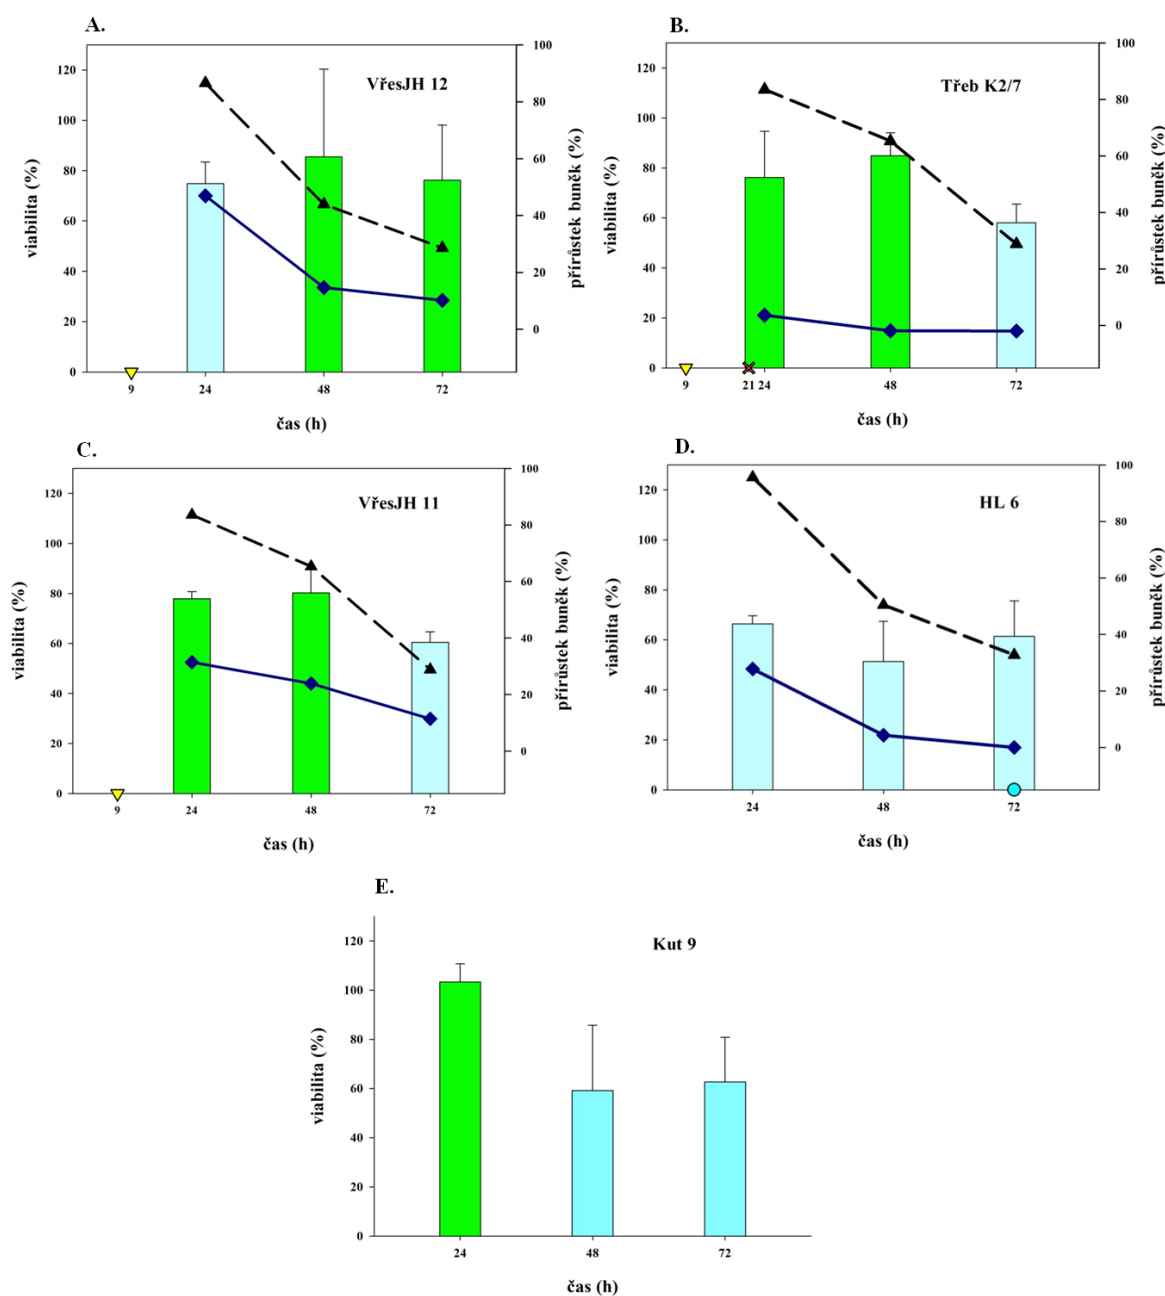 A.
VřesJH 12
viabilita (%)
přírůstek buněk (%)
120
100
80
60
40
20
0
100
80
60
40
20
0
9 24 48 72
čas (h)
B.
Třeb K2/7
viabilita (%)
přírůstek buněk (%)
120
100
80
60
40
20
0
100
80
60
40
20
0
9 21 24 48 72
čas (h)
C.
VřesJH 11
viabilita (%)
přírůstek buněk (%)
120
100
80
60
40
20
0
100
80
60
40
20
0
9 24 48 72
čas (h)
D.
HL 6
viabilita (%)
přírůstek buněk (%)
120
100
80
60
40
20
0
100
80
60
40
20
0
24 48 72
čas (h)
E.
Kut 9
viabilita (%)
120
100
80
60
40
20
0
24 48 72
čas (h)